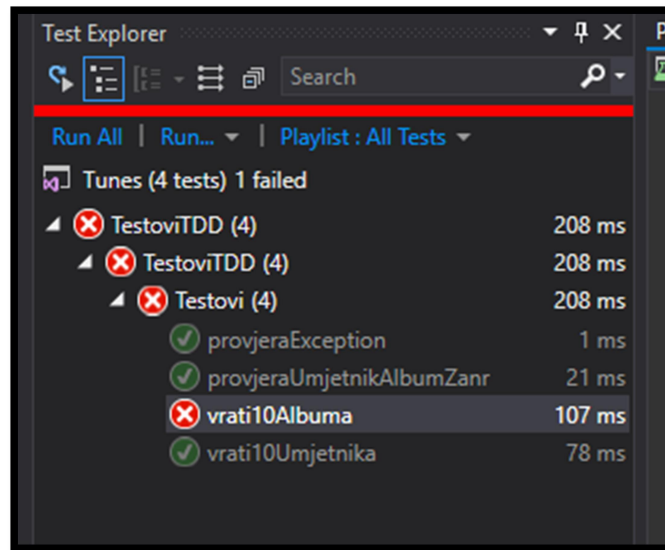 Test Explorer
Search
Run All | Run... | Playlist : All Tests
Tunes (4 tests) 1 failed
TestoviTDD (4) 208 ms
TestoviTDD (4) 208 ms
Testovi (4) 208 ms
provjeraException 1 ms
provjeraUmjetnikAlbumZanr 21 ms
vrati10Albuma 107 ms
vrati10Umjetnika 78 ms